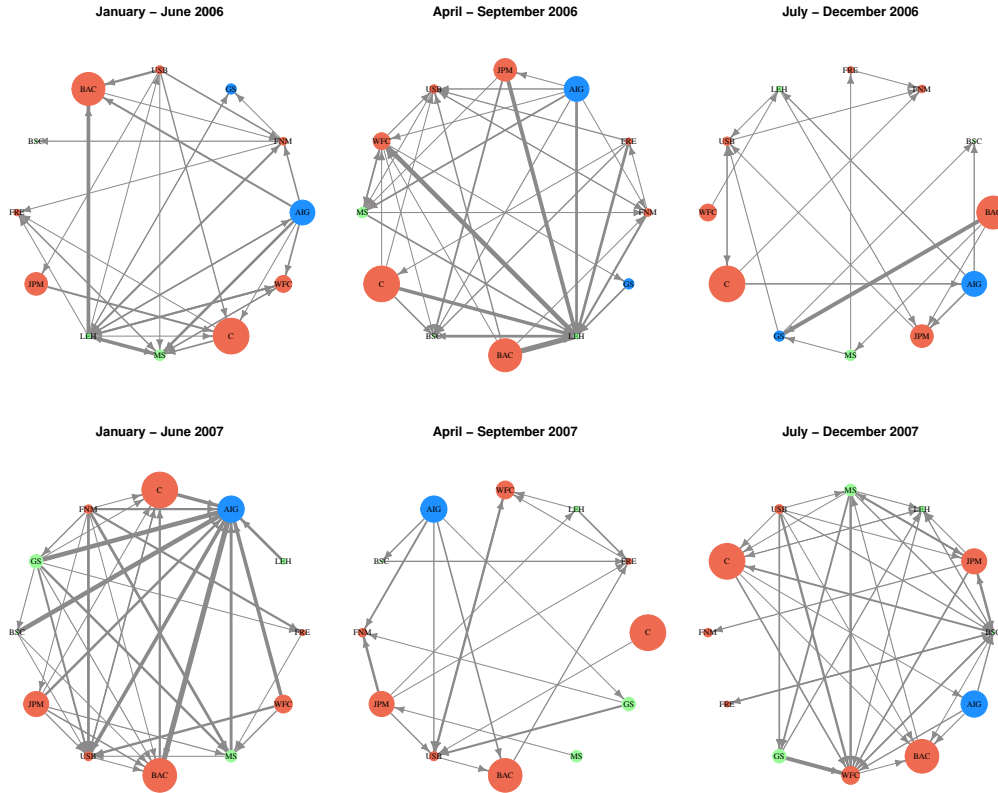 January – June 2006
April – September 2006
July – December 2006
USB
BAC
GS
BSC
FNM
FRE
AIG
JPM
WFC
LEH
C
MS
JPM
USB
AIG
WFC
FRE
MS
FNM
C
GS
BSC
LEH
BAC
FRE
LEH
FNM
USB
BSC
WFC
BAC
C
AIG
GS
JPM
MS
January – June 2007
April – September 2007
July – December 2007
C
FNM
AIG
GS
LEH
BSC
FRE
JPM
WFC
USB
MS
BAC
WFC
AIG
LEH
BSC
FRE
FNM
C
JPM
GS
USB
MS
BAC
MS
USB
LEH
C
JPM
FNM
BSC
FRE
AIG
GS
BAC
WFC